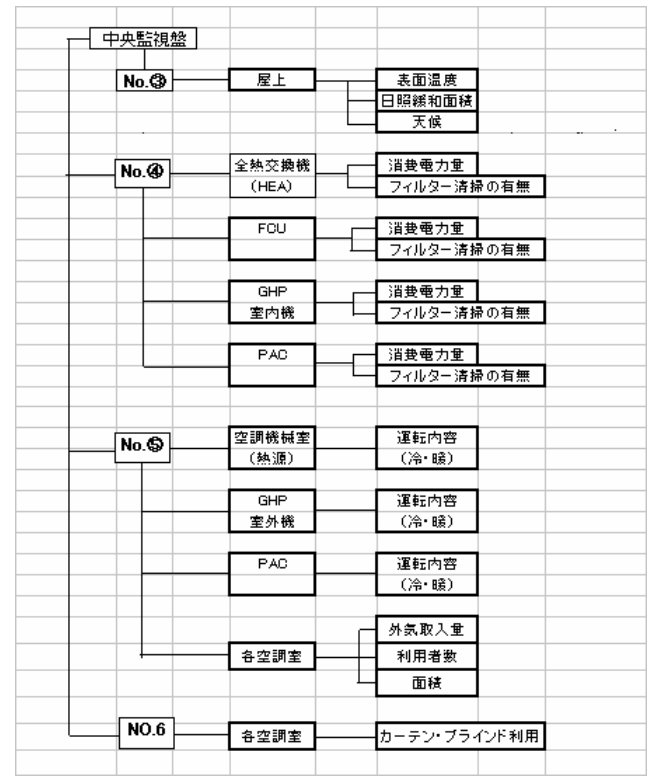 中央監視盤
No.③
屋上
表面温度
日照緩和面積
天候
No.④
全熱交換機
(HEA)
消費電力量
フィルター清掃の有無
FCU
消費電力量
フィルター清掃の有無
GHP
室内機
消費電力量
フィルター清掃の有無
PAC
消費電力量
フィルター清掃の有無
No.⑤
空調機械室
(熱源)
運転内容
(冷・暖)
GHP
室外機
運転内容
(冷・暖)
PAC
運転内容
(冷・暖)
各空調室
外気取入量
利用者数
面積
NO.6
各空調室
カーテン・ブラインド利用